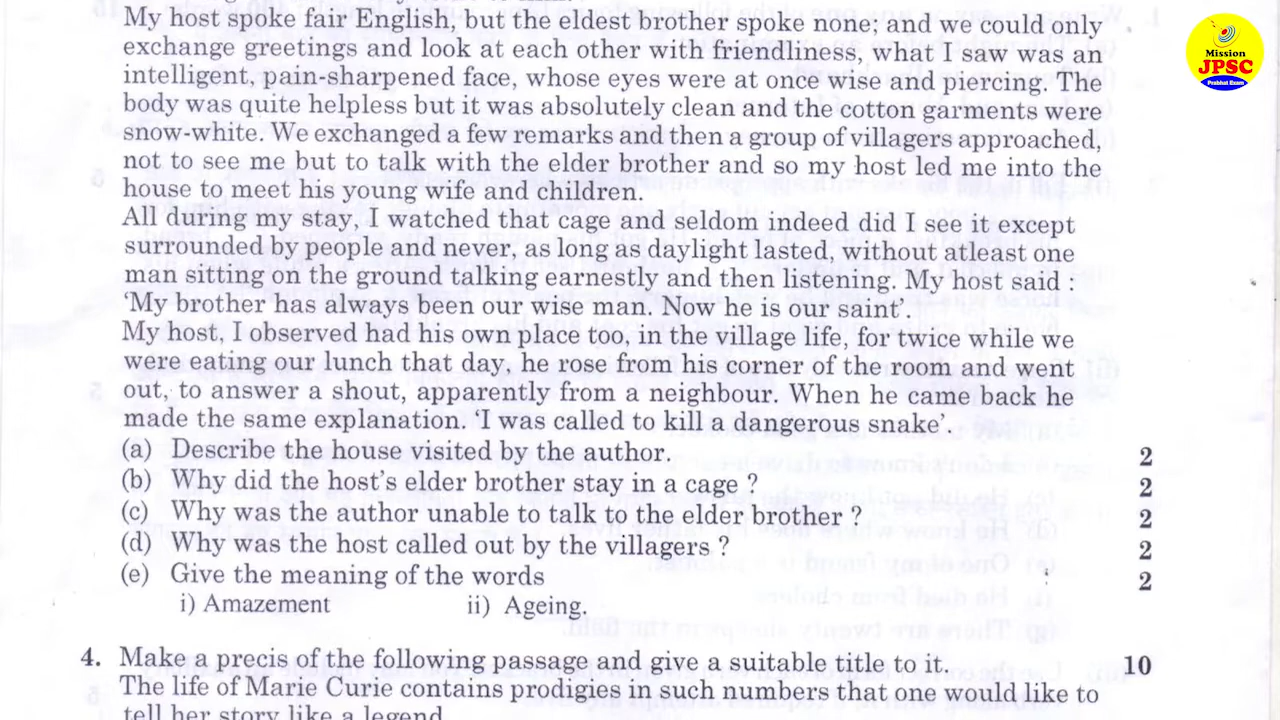 My host spoke fair English, but the eldest brother spoke none; and we could only
exchange greetings and look at each other with friendliness, what I saw was an
intelligent, pain-sharpened face, whose eyes were at once wise and piercing. The
body was quite helpless but it was absolutely clean and the cotton garments were
snow-white. We exchanged a few remarks and then a group of villagers approached,
not to see me but to talk with the elder brother and so my host led me into the
house to meet his young wife and children.
All during my stay, I watched that cage and seldom indeed did I see it except
surrounded by people and never, as long as daylight lasted, without atleast one
man sitting on the ground talking earnestly and then listening. My host said :
'My brother has always been our wise man. Now he is our saint'.
My host, I observed had his own place too, in the village life, for twice while we
were eating our lunch that day, he rose from his corner of the room and went
out, to answer a shout, apparently from a neighbour. When he came back he
made the same explanation. 'I was called to kill a dangerous snake'.
(a) Describe the house visited by the author. 2
(b) Why did the host's elder brother stay in a cage ? 2
(c) Why was the author unable to talk to the elder brother ? 2
(d) Why was the host called out by the villagers ? 2
(e) Give the meaning of the words 2
i) Amazement ii) Ageing.
4. Make a precis of the following passage and give a suitable title to it. 10
The life of Marie Curie contains prodigies in such numbers that one would like to
tell her story like a legend.
Mission
JPSC